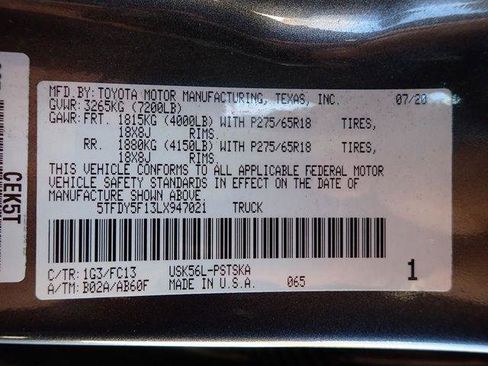 MFD.BY: TOYOTA MOTOR MANUFACTURING, TEXAS, INC. 07/20
GVWR: 3265KG (7200LB)
GAWR: FRT. 1815KG (4000LB) WITH P275/65R18 TIRES,
18X8J RIMS.
RR. 1880KG (4150LB) WITH P275/65R18 TIRES,
18X8J RIMS.
THIS VEHICLE CONFORMS TO ALL APPLICABLE FEDERAL MOTOR
VEHICLE SAFETY STANDARDS IN EFFECT ON THE DATE OF
MANUFACTURE SHOWN ABOVE
5TFDY5F13LX947021 TRUCK
C/TR: 1G3/FC13 USK56L-PSTSKA 1
A/TM: B02A/AB60F MADE IN U.S.A. 065
CEK5T